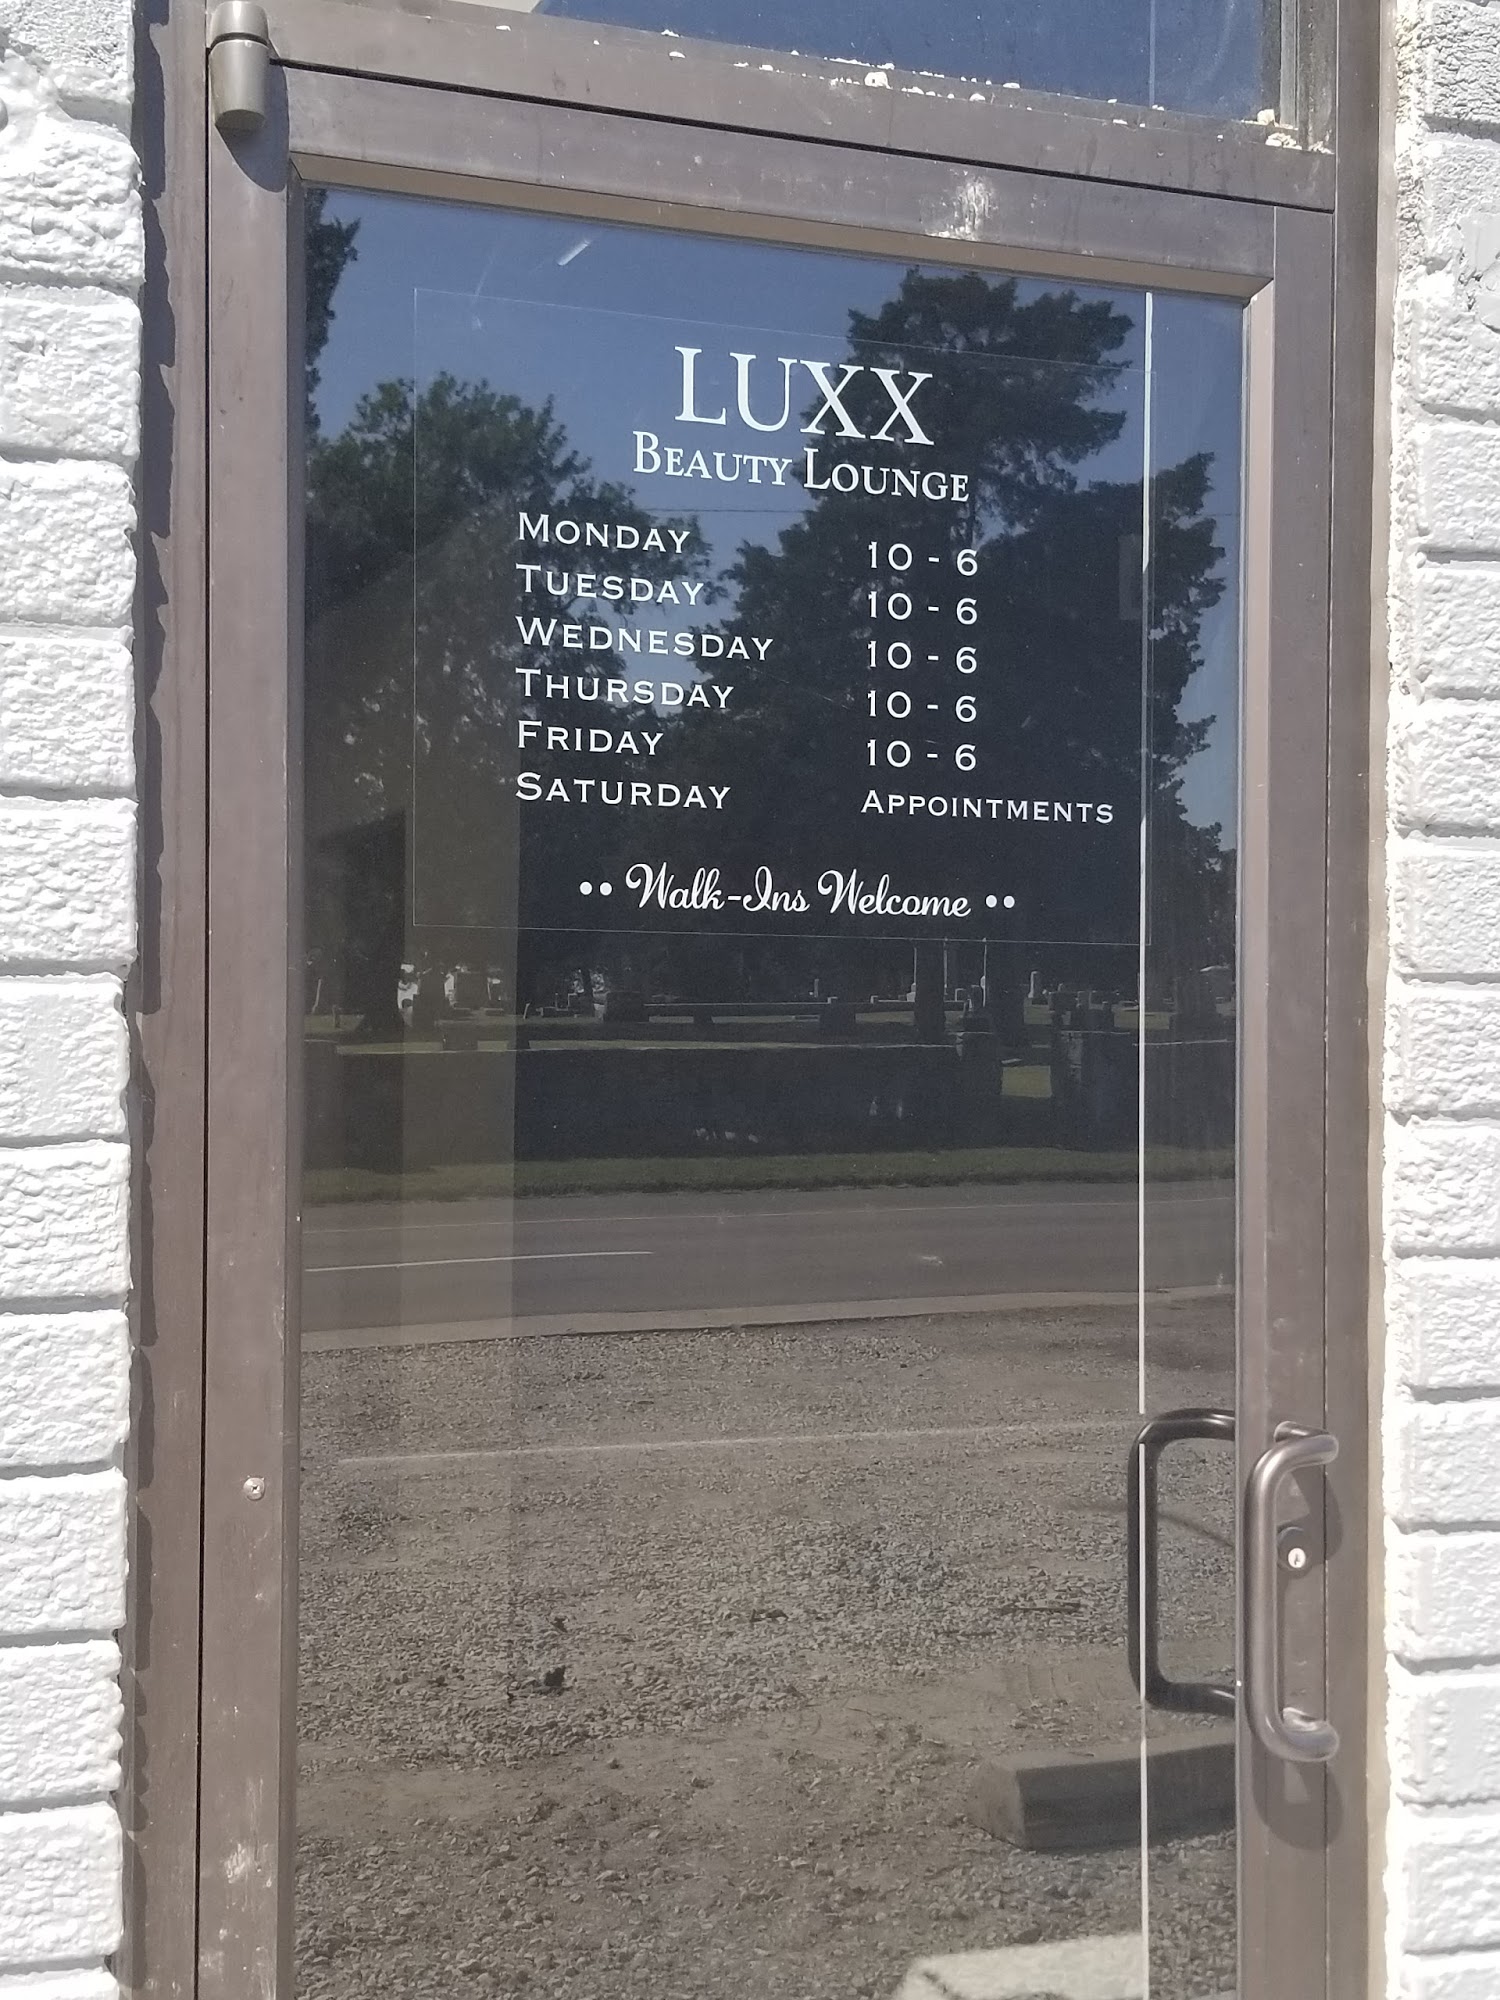 LUXX
BEAUTY LOUNGE
MONDAY 10 - 6
TUESDAY 10 - 6
WEDNESDAY 10 - 6
THURSDAY 10 - 6
FRIDAY 10 - 6
SATURDAY APPOINTMENTS
•• Walk-Ins Welcome ••